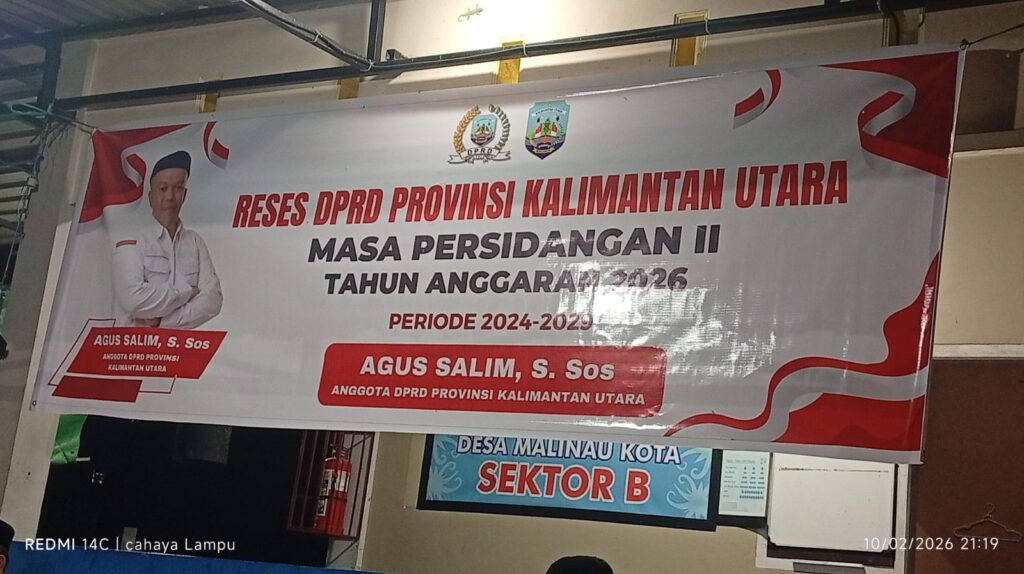 DPRD
RESES DPRD PROVINSI KALIMANTAN UTARA
MASA PERSIDANGAN II
TAHUN ANGGARAM 2026
PERIODE 2024-2029
AGUS SALIM, S. Sos
ANGGOTA DPRD PROVINSI KALIMANTAN UTARA
AGUS SALIM, S. Sos
ANGGOTA DPRD PROVINSI
KALIMANTAN UTARA
DESA MALINAU KOTA
SEKTOR B
REDMI 14C | cahaya Lampu
10/02/2026 21:19